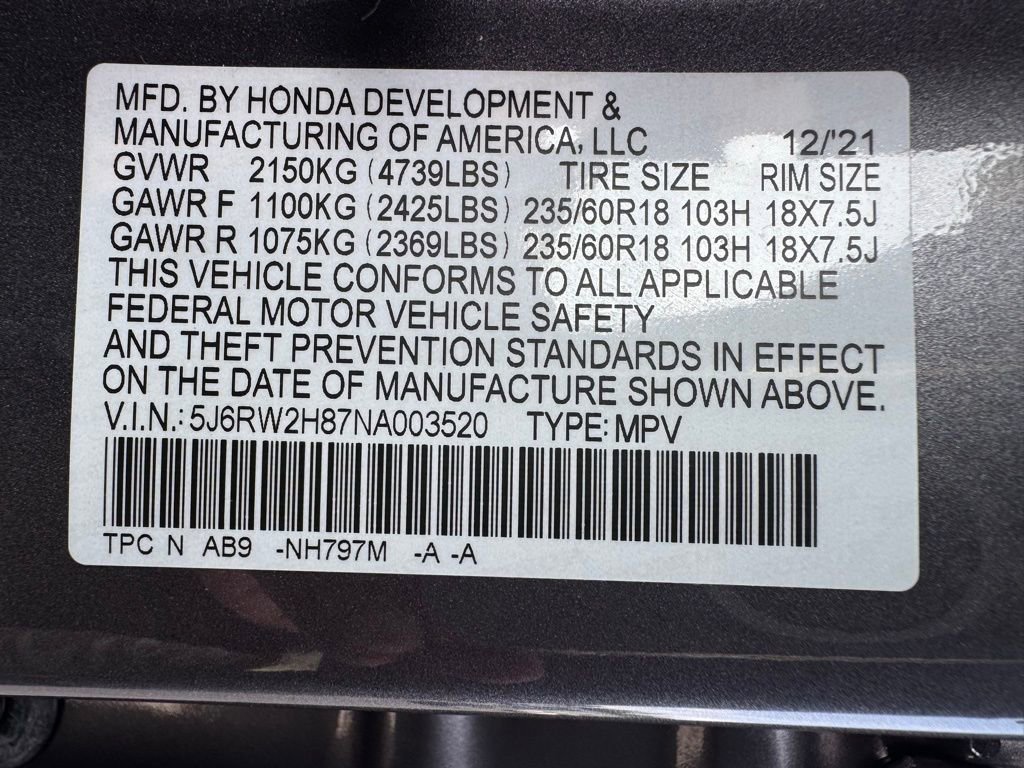 MFD. BY HONDA DEVELOPMENT &
MANUFACTURING OF AMERICA, LLC 12/'21
GVWR 2150KG (4739LBS) TIRE SIZE RIM SIZE
GAWR F 1100KG (2425LBS) 235/60R18 103H 18X7.5J
GAWR R 1075KG (2369LBS) 235/60R18 103H 18X7.5J
THIS VEHICLE CONFORMS TO ALL APPLICABLE
FEDERAL MOTOR VEHICLE SAFETY
AND THEFT PREVENTION STANDARDS IN EFFECT
ON THE DATE OF MANUFACTURE SHOWN ABOVE.
V.I.N.: 5J6RW2H87NA003520 TYPE: MPV
TPC N AB9 -NH797M -A -A